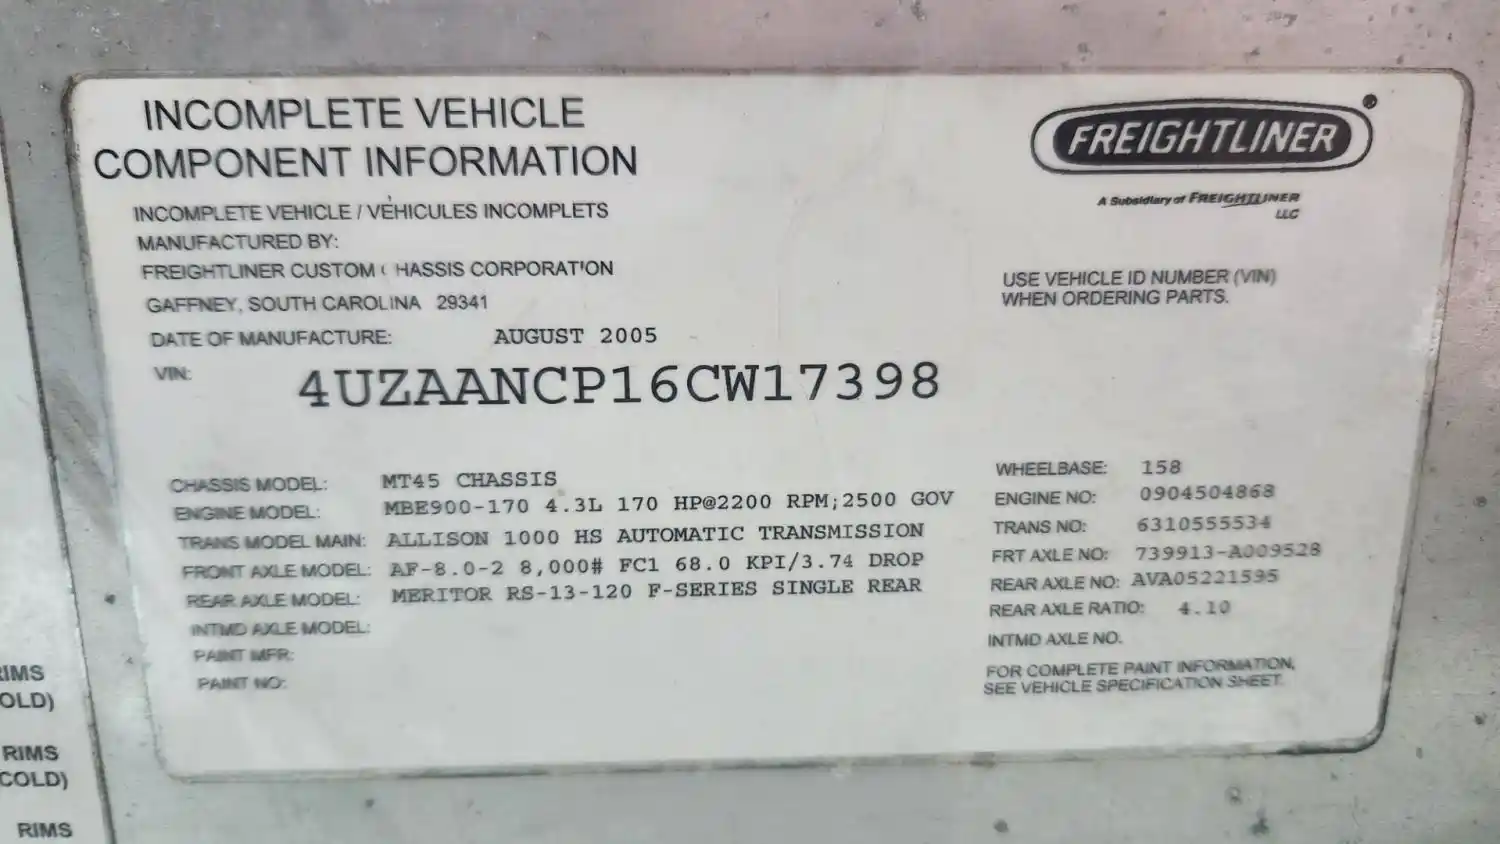 INCOMPLETE VEHICLE
COMPONENT INFORMATION
INCOMPLETE VEHICLE / VÉHICULES INCOMPLETS
MANUFACTURED BY:
FREIGHTLINER CUSTOM CHASSIS CORPORATION
GAFFNEY, SOUTH CAROLINA 29341
DATE OF MANUFACTURE: AUGUST 2005
VIN: 4UZAANCP16CW17398
FREIGHTLINER®
A Subsidiary of FREIGHTLINER
LLC
USE VEHICLE ID NUMBER (VIN)
WHEN ORDERING PARTS.
CHASSIS MODEL: MT45 CHASSIS
ENGINE MODEL: MBE900-170 4.3L 170 HP@2200 RPM;2500 GOV
TRANS MODEL MAIN: ALLISON 1000 HS AUTOMATIC TRANSMISSION
FRONT AXLE MODEL: AF-8.0-2 8,000# FC1 68.0 KPI/3.74 DROP
REAR AXLE MODEL: MERITOR RS-13-120 F-SERIES SINGLE REAR
INTMD AXLE MODEL:
PAINT MFR:
PAINT NO:
WHEELBASE: 158
ENGINE NO: 0904504868
TRANS NO: 6310555534
FRT AXLE NO: 739913-A009528
REAR AXLE NO: AVA05221595
REAR AXLE RATIO: 4.10
INTMD AXLE NO.
FOR COMPLETE PAINT INFORMATION,
SEE VEHICLE SPECIFICATION SHEET.
RIMS
COLD)
RIMS
COLD)
RIMS